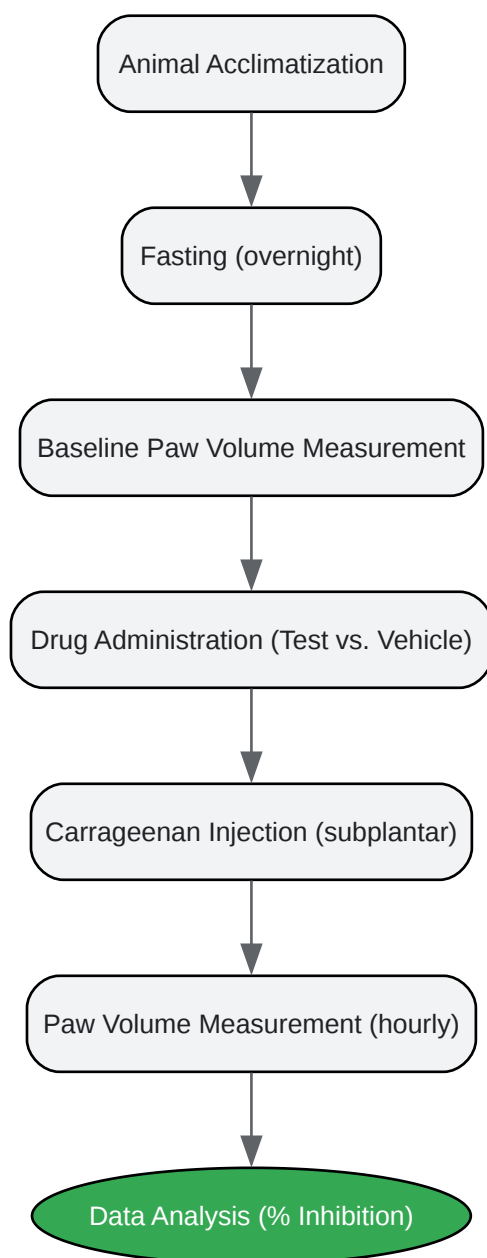 Animal Acclimatization
Fasting (overnight)
Baseline Paw Volume Measurement
Drug Administration (Test vs. Vehicle)
Carrageenan Injection (subplantar)
Paw Volume Measurement (hourly)
Data Analysis (% Inhibition)